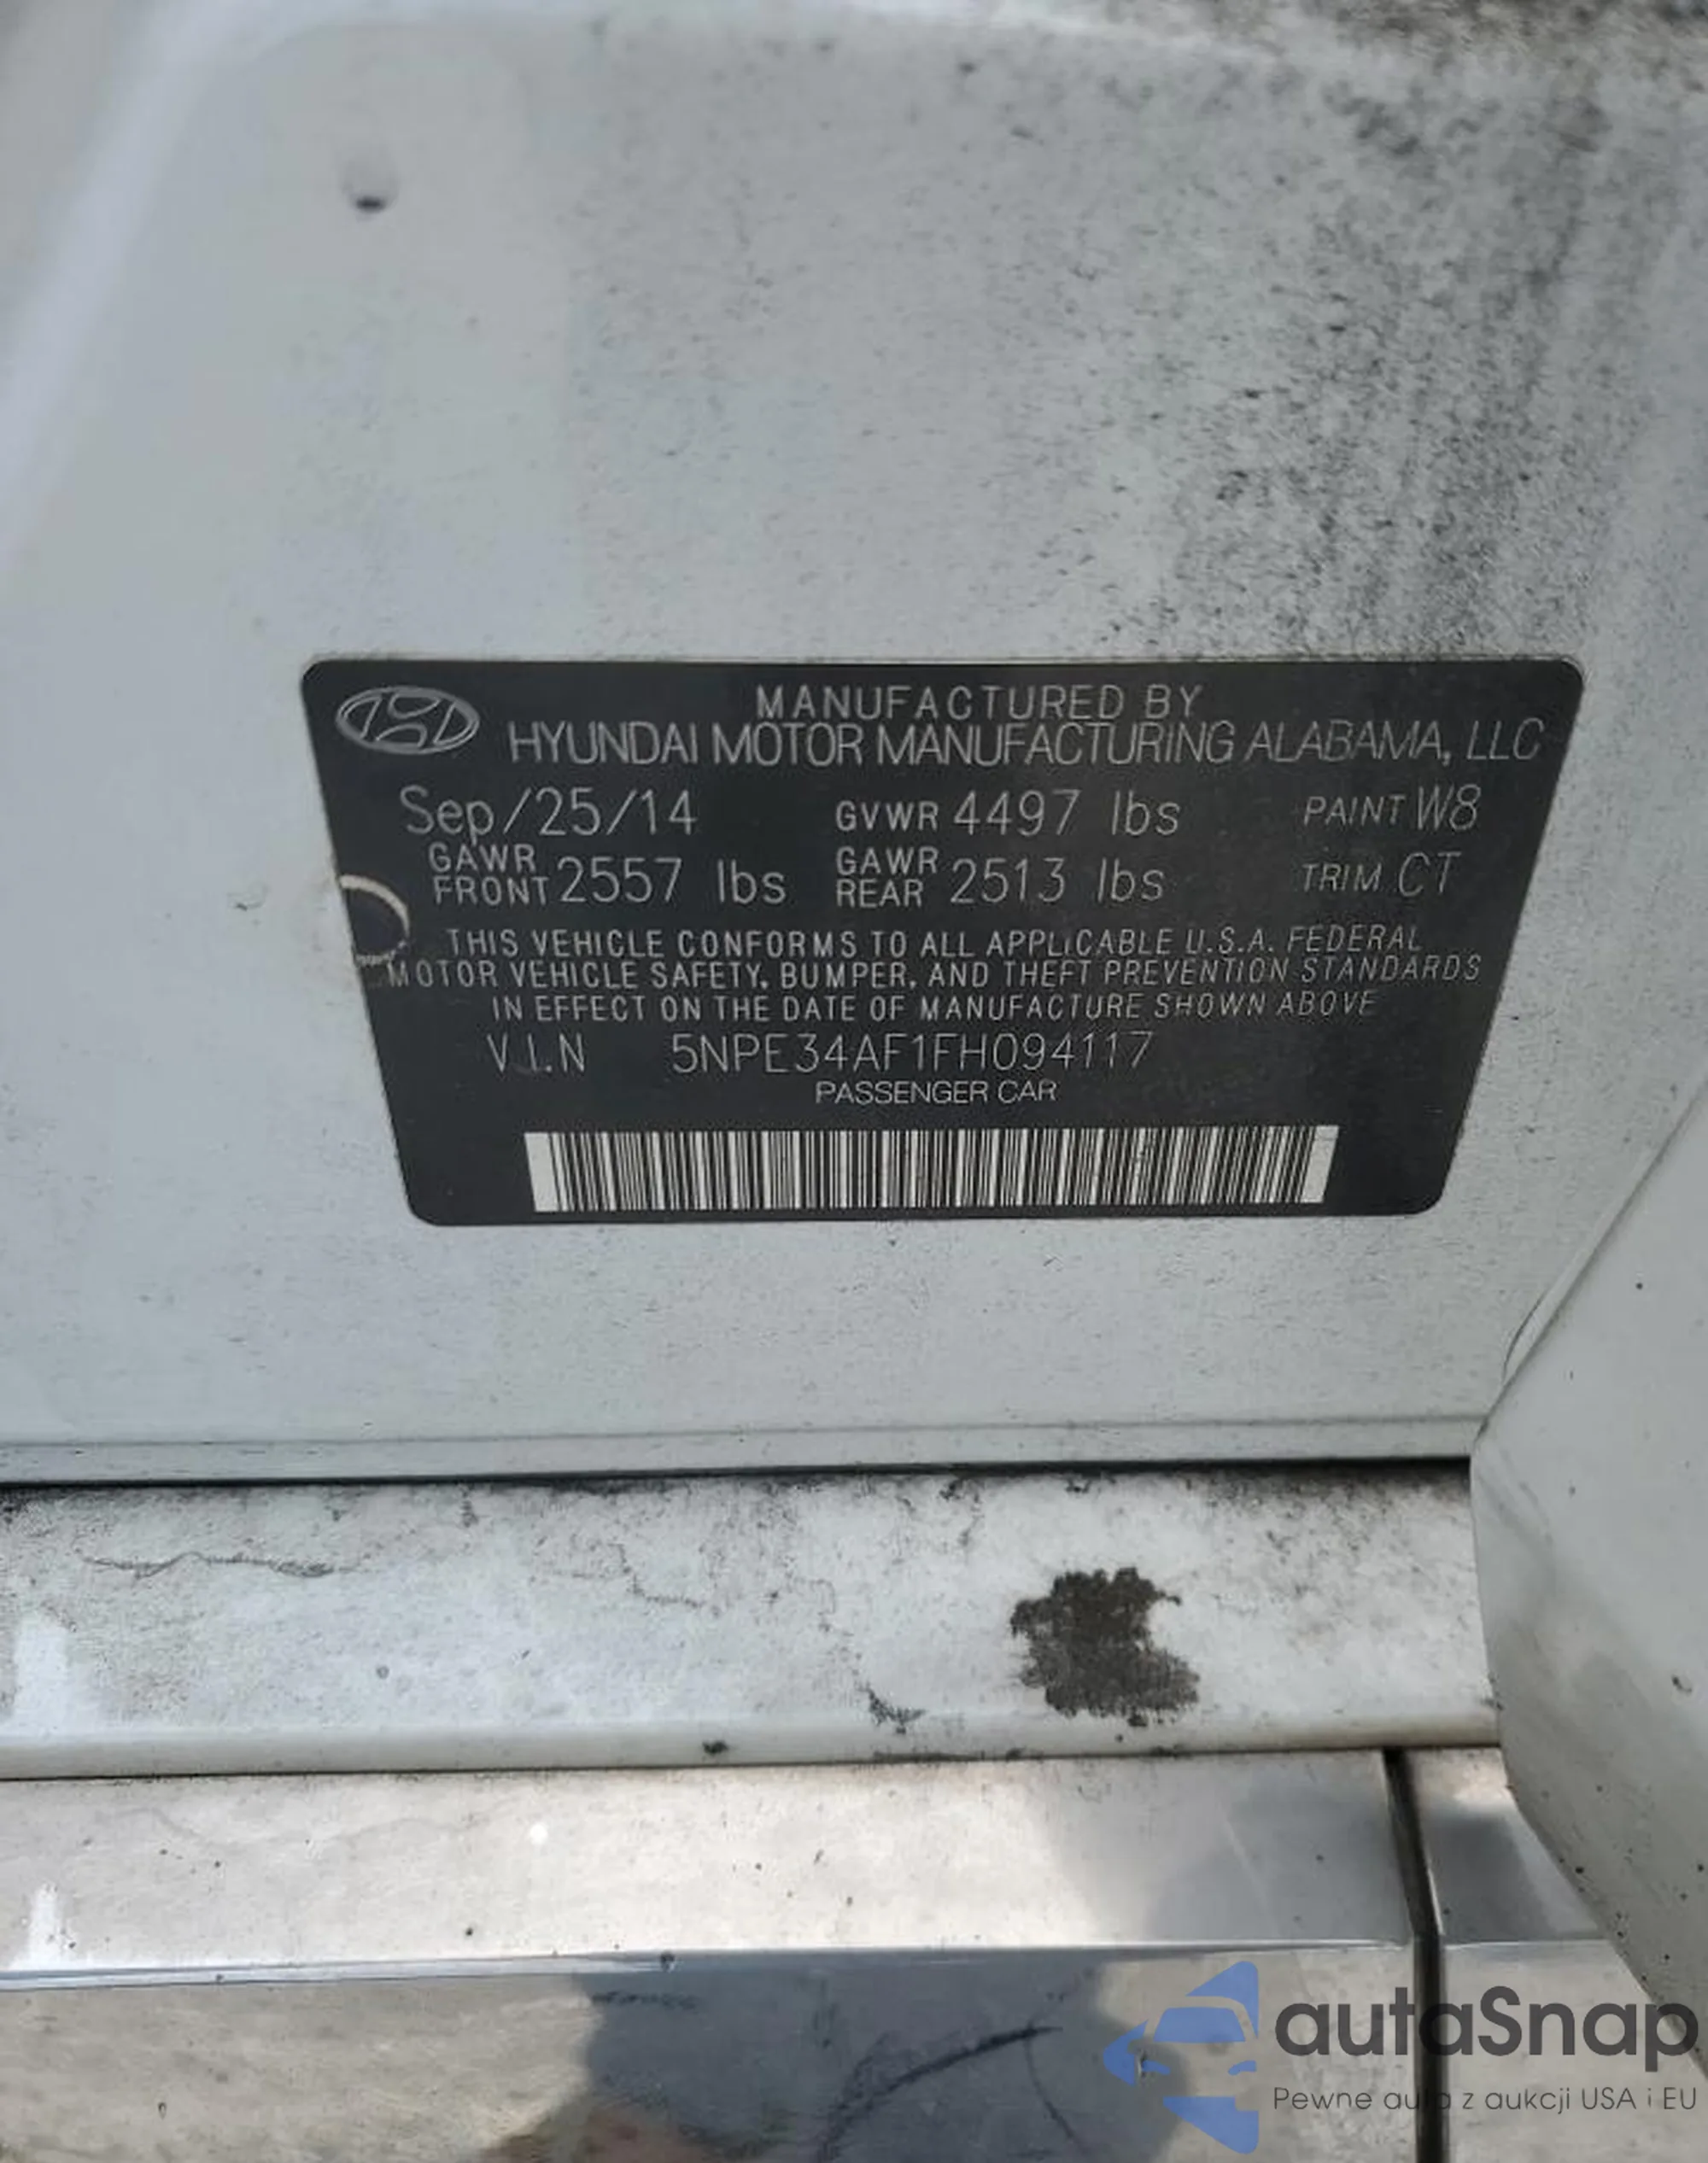 MANUFACTURED BY
HYUNDAI MOTOR MANUFACTURING ALABAMA, LLC
Sep/25/14 GVWR 4497 lbs PAINT W8
GAWR FRONT 2557 lbs GAWR REAR 2513 lbs TRIM CT
THIS VEHICLE CONFORMS TO ALL APPLICABLE U.S.A. FEDERAL
MOTOR VEHICLE SAFETY, BUMPER, AND THEFT PREVENTION STANDARDS
IN EFFECT ON THE DATE OF MANUFACTURE SHOWN ABOVE
V.I.N 5NPE34AF1FH094117
PASSENGER CAR
autaSnap
Pewne auta z aukcji USA i EU